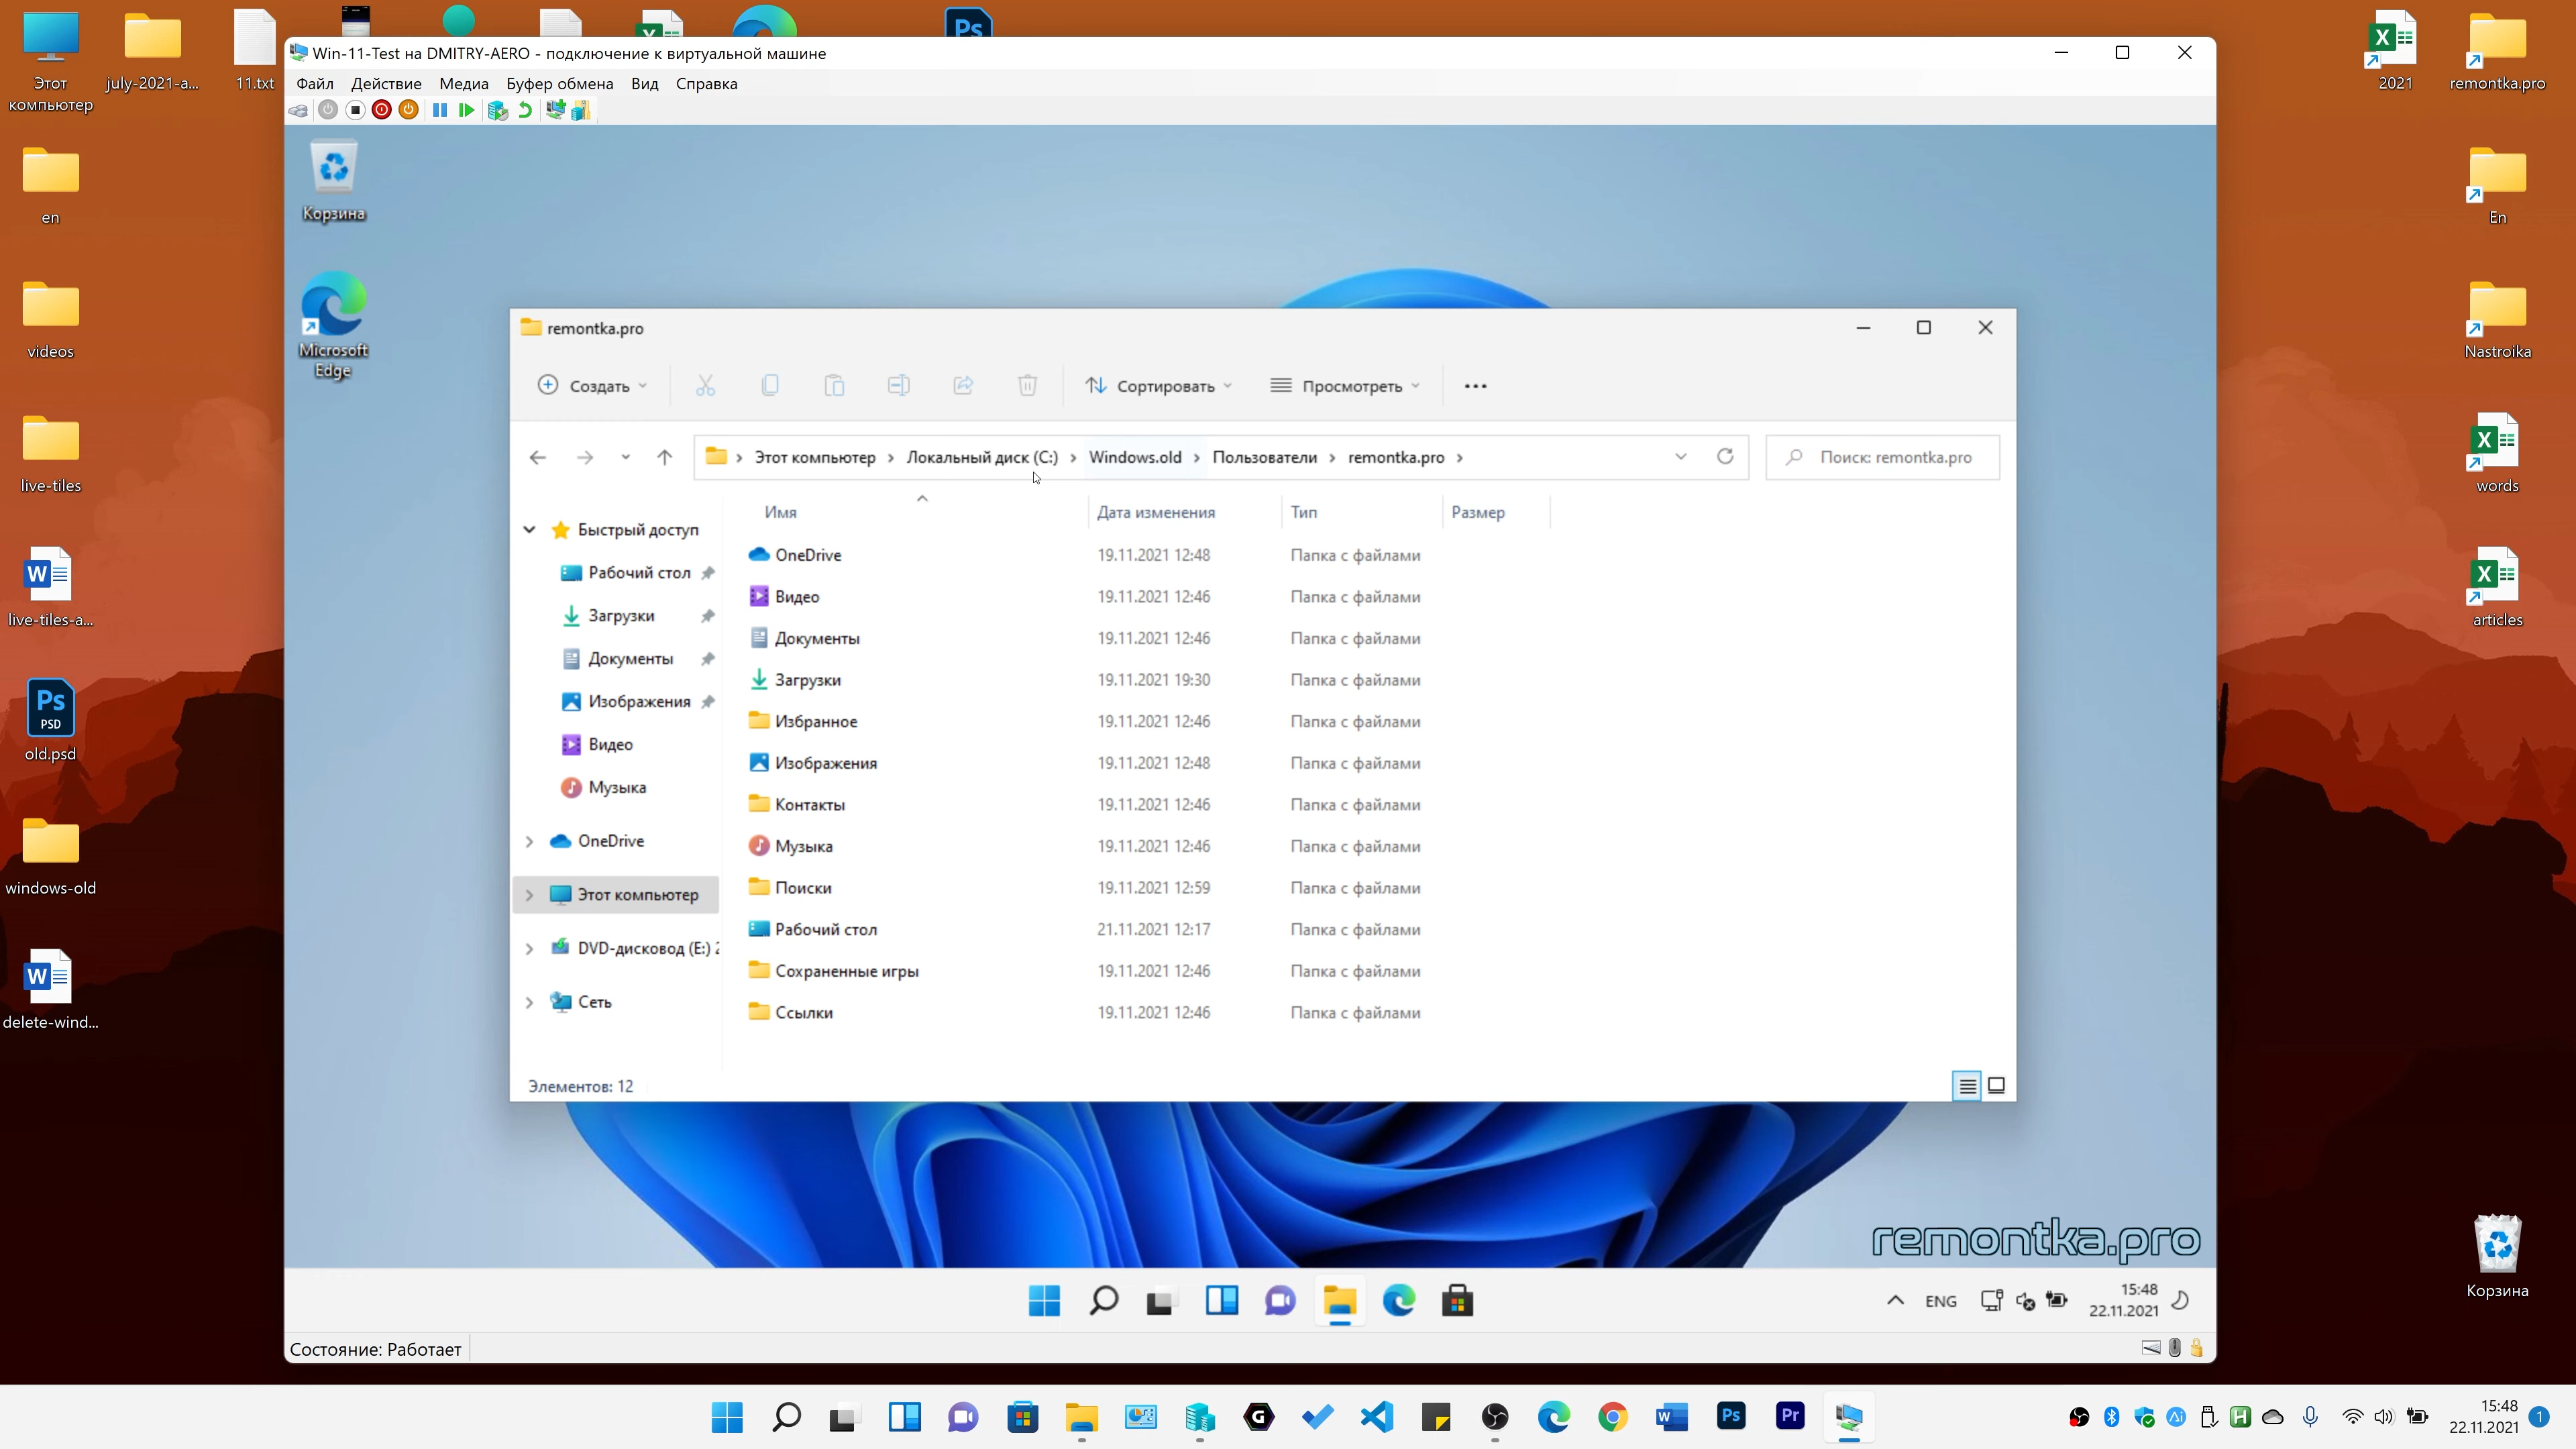 Этот компьютер
july-2021-a...
11.txt
en
videos
live-tiles
live-tiles-a...
old.psd
windows-old
delete-wind...
2021
remontka.pro
En
Nastroika
words
articles
Корзина
Win-11-Test на DMITRY-AERO - подключение к виртуальной машине
Файл Действие Медиа Буфер обмена Вид Справка
Корзина
Microsoft
Edge
remontka.pro
Создать Сортировать Просмотреть
Этот компьютер Локальный диск (C:) Windows.old Пользователи remontka.pro
Поиск: remontka.pro
Имя Дата изменения Тип Размер
Быстрый доступ
Рабочий стол
Загрузки
Документы
Изображения
Видео
Музыка
OneDrive
Этот компьютер
DVD-дисковод (E:) 2
Сеть
OneDrive 19.11.2021 12:48 Папка с файлами
Видео 19.11.2021 12:46 Папка с файлами
Документы 19.11.2021 12:46 Папка с файлами
Загрузки 19.11.2021 19:30 Папка с файлами
Избранное 19.11.2021 12:46 Папка с файлами
Изображения 19.11.2021 12:48 Папка с файлами
Контакты 19.11.2021 12:46 Папка с файлами
Музыка 19.11.2021 12:46 Папка с файлами
Поиски 19.11.2021 12:59 Папка с файлами
Рабочий стол 21.11.2021 12:17 Папка с файлами
Сохраненные игры 19.11.2021 12:46 Папка с файлами
Ссылки 19.11.2021 12:46 Папка с файлами
Элементов: 12
remontka.pro
ENG
15:48
22.11.2021
Состояние: Работает
15:48
22.11.2021
1